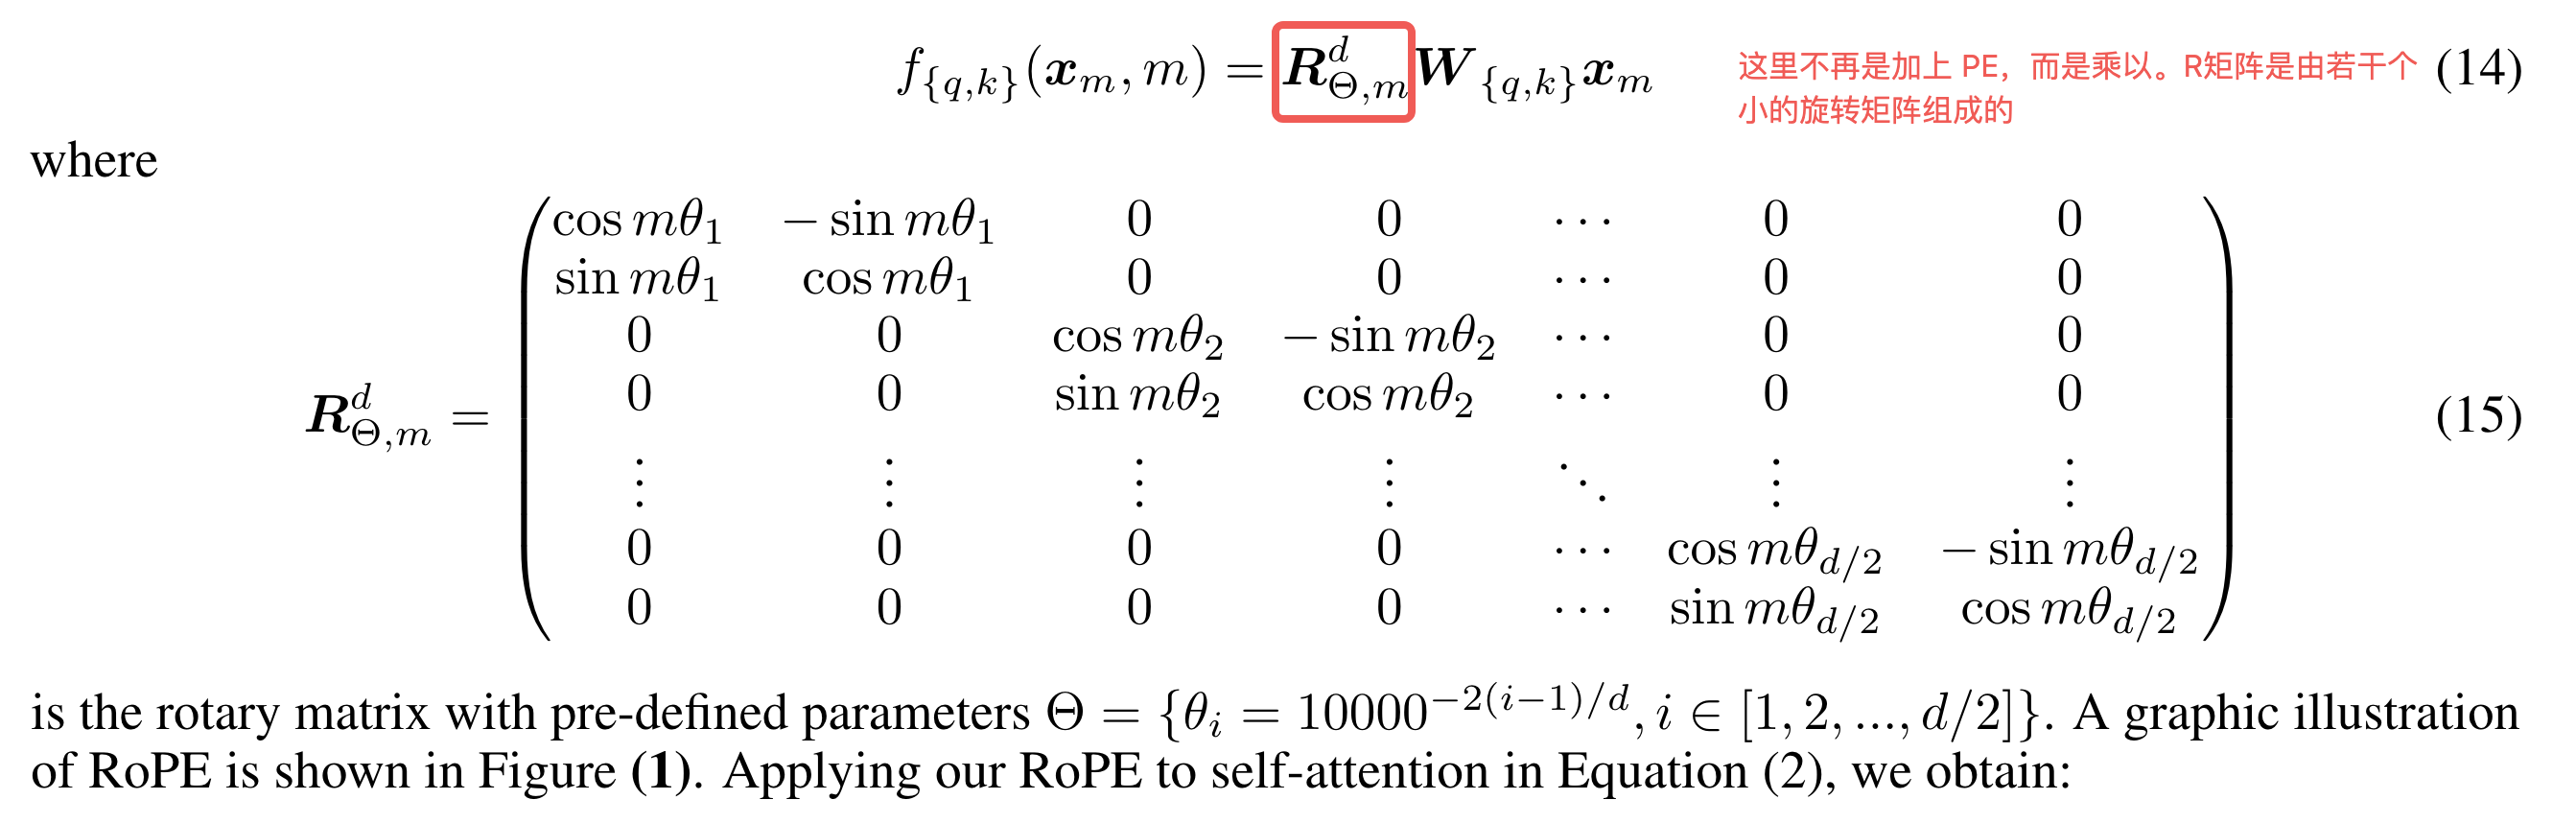 f_{\{q,k\}}(𝒙_m, m) = 𝑹^d_{Θ,m} 𝑾_{\{q,k\}} 𝒙_m (14)
这里不再是加上 PE，而是乘以。R矩阵是由若干个
小的旋转矩阵组成的
where
cos mθ_1 − sin mθ_1 0 0 ⋯ 0 0
sin mθ_1 cos mθ_1 0 0 ⋯ 0 0
0 0 cos mθ_2 − sin mθ_2 ⋯ 0 0
0 0 sin mθ_2 cos mθ_2 ⋯ 0 0
𝑹^d_{Θ,m} = (15)
⋮ ⋮ ⋮ ⋮ ⋱ ⋮ ⋮
0 0 0 0 ⋯ cos mθ_{d/2} − sin mθ_{d/2}
0 0 0 0 ⋯ sin mθ_{d/2} cos mθ_{d/2}
is the rotary matrix with pre-defined parameters Θ = {θ_i = 10000^{−2(i−1)/d}, i ∈ [1, 2, ..., d/2]}. A graphic illustration
of RoPE is shown in Figure (1). Applying our RoPE to self-attention in Equation (2), we obtain: